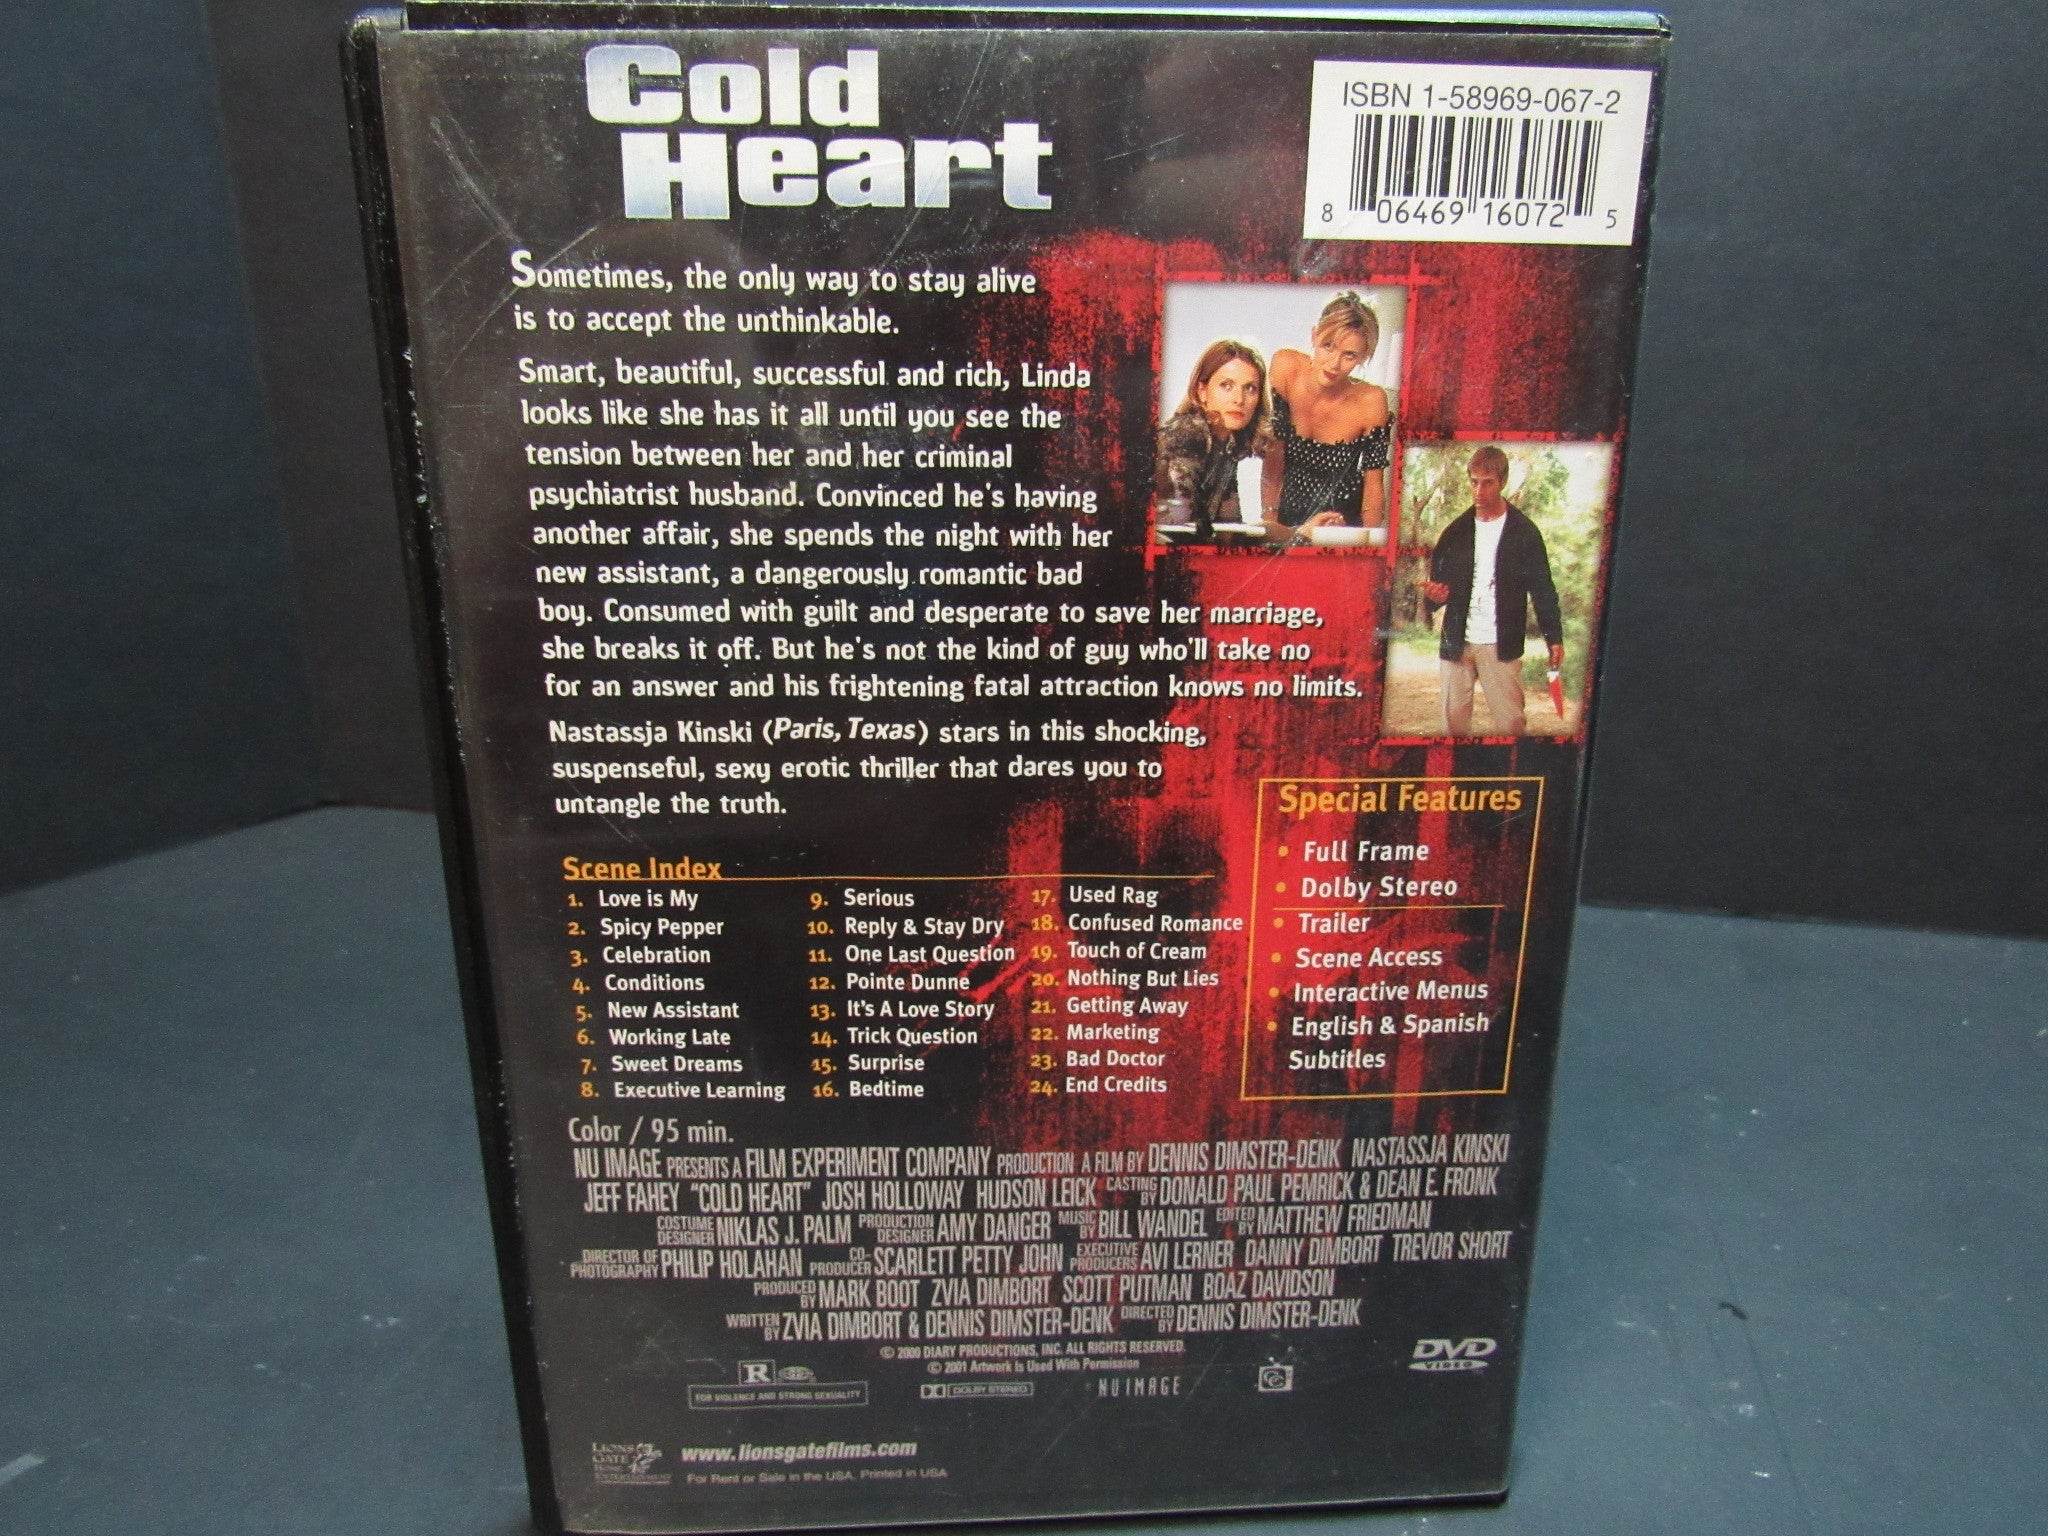 Cold
Heart
ISBN 1-58969-067-2
8 06469 16072 5
Sometimes, the only way to stay alive
is to accept the unthinkable.
Smart, beautiful, successful and rich, Linda
looks like she has it all until you see the
tension between her and her criminal
psychiatrist husband. Convinced he's having
another affair, she spends the night with her
new assistant, a dangerously romantic bad
boy. Consumed with guilt and desperate to save her marriage,
she breaks it off. But he's not the kind of guy who'll take no
for an answer and his frightening fatal attraction knows no limits.
Nastassja Kinski (Paris, Texas) stars in this shocking,
suspenseful, sexy erotic thriller that dares you to
untangle the truth.
Scene Index
1. Love is My
2. Spicy Pepper
3. Celebration
4. Conditions
5. New Assistant
6. Working Late
7. Sweet Dreams
8. Executive Learning
9. Serious
10. Reply & Stay Dry
11. One Last Question
12. Pointe Dunne
13. It's A Love Story
14. Trick Question
15. Surprise
16. Bedtime
17. Used Rag
18. Confused Romance
19. Touch of Cream
20. Nothing But Lies
21. Getting Away
22. Marketing
23. Bad Doctor
24. End Credits
Special Features
• Full Frame
• Dolby Stereo
• Trailer
• Scene Access
• Interactive Menus
• English & Spanish
Subtitles
Color / 95 min.
NU IMAGE PRESENTS A FILM EXPERIMENT COMPANY PRODUCTION A FILM BY DENNIS DIMSTER-DENK NASTASSJA KINSKI
JEFF FAHEY "COLD HEART" JOSH HOLLOWAY HUDSON LEICK CASTING BY DONALD PAUL PEMRICK & DEAN E. FRONK
COSTUME DESIGNER NIKLAS J. PALM PRODUCTION DESIGNER AMY DANGER MUSIC BY BILL WANDEL EDITED BY MATTHEW FRIEDMAN
DIRECTOR OF PHOTOGRAPHY PHILIP HOLAHAN CO-PRODUCER SCARLETT PETTY JOHN EXECUTIVE PRODUCERS AVI LERNER DANNY DIMBORT TREVOR SHORT
PRODUCED BY MARK BOOT ZVIA DIMBORT SCOTT PUTMAN BOAZ DAVIDSON
WRITTEN BY ZVIA DIMBORT & DENNIS DIMSTER-DENK DIRECTED BY DENNIS DIMSTER-DENK
© 2000 DIARY PRODUCTIONS, INC. ALL RIGHTS RESERVED.
© 2001 Artwork Is Used With Permission
R
FOR VIOLENCE AND STRONG SEXUALITY
DOLBY STEREO
NU IMAGE
CC
DVD
VIDEO
LIONS
GATE
HOME
ENTERTAINMENT
www.lionsgatefilms.com
For Rent or Sale in the USA. Printed in USA